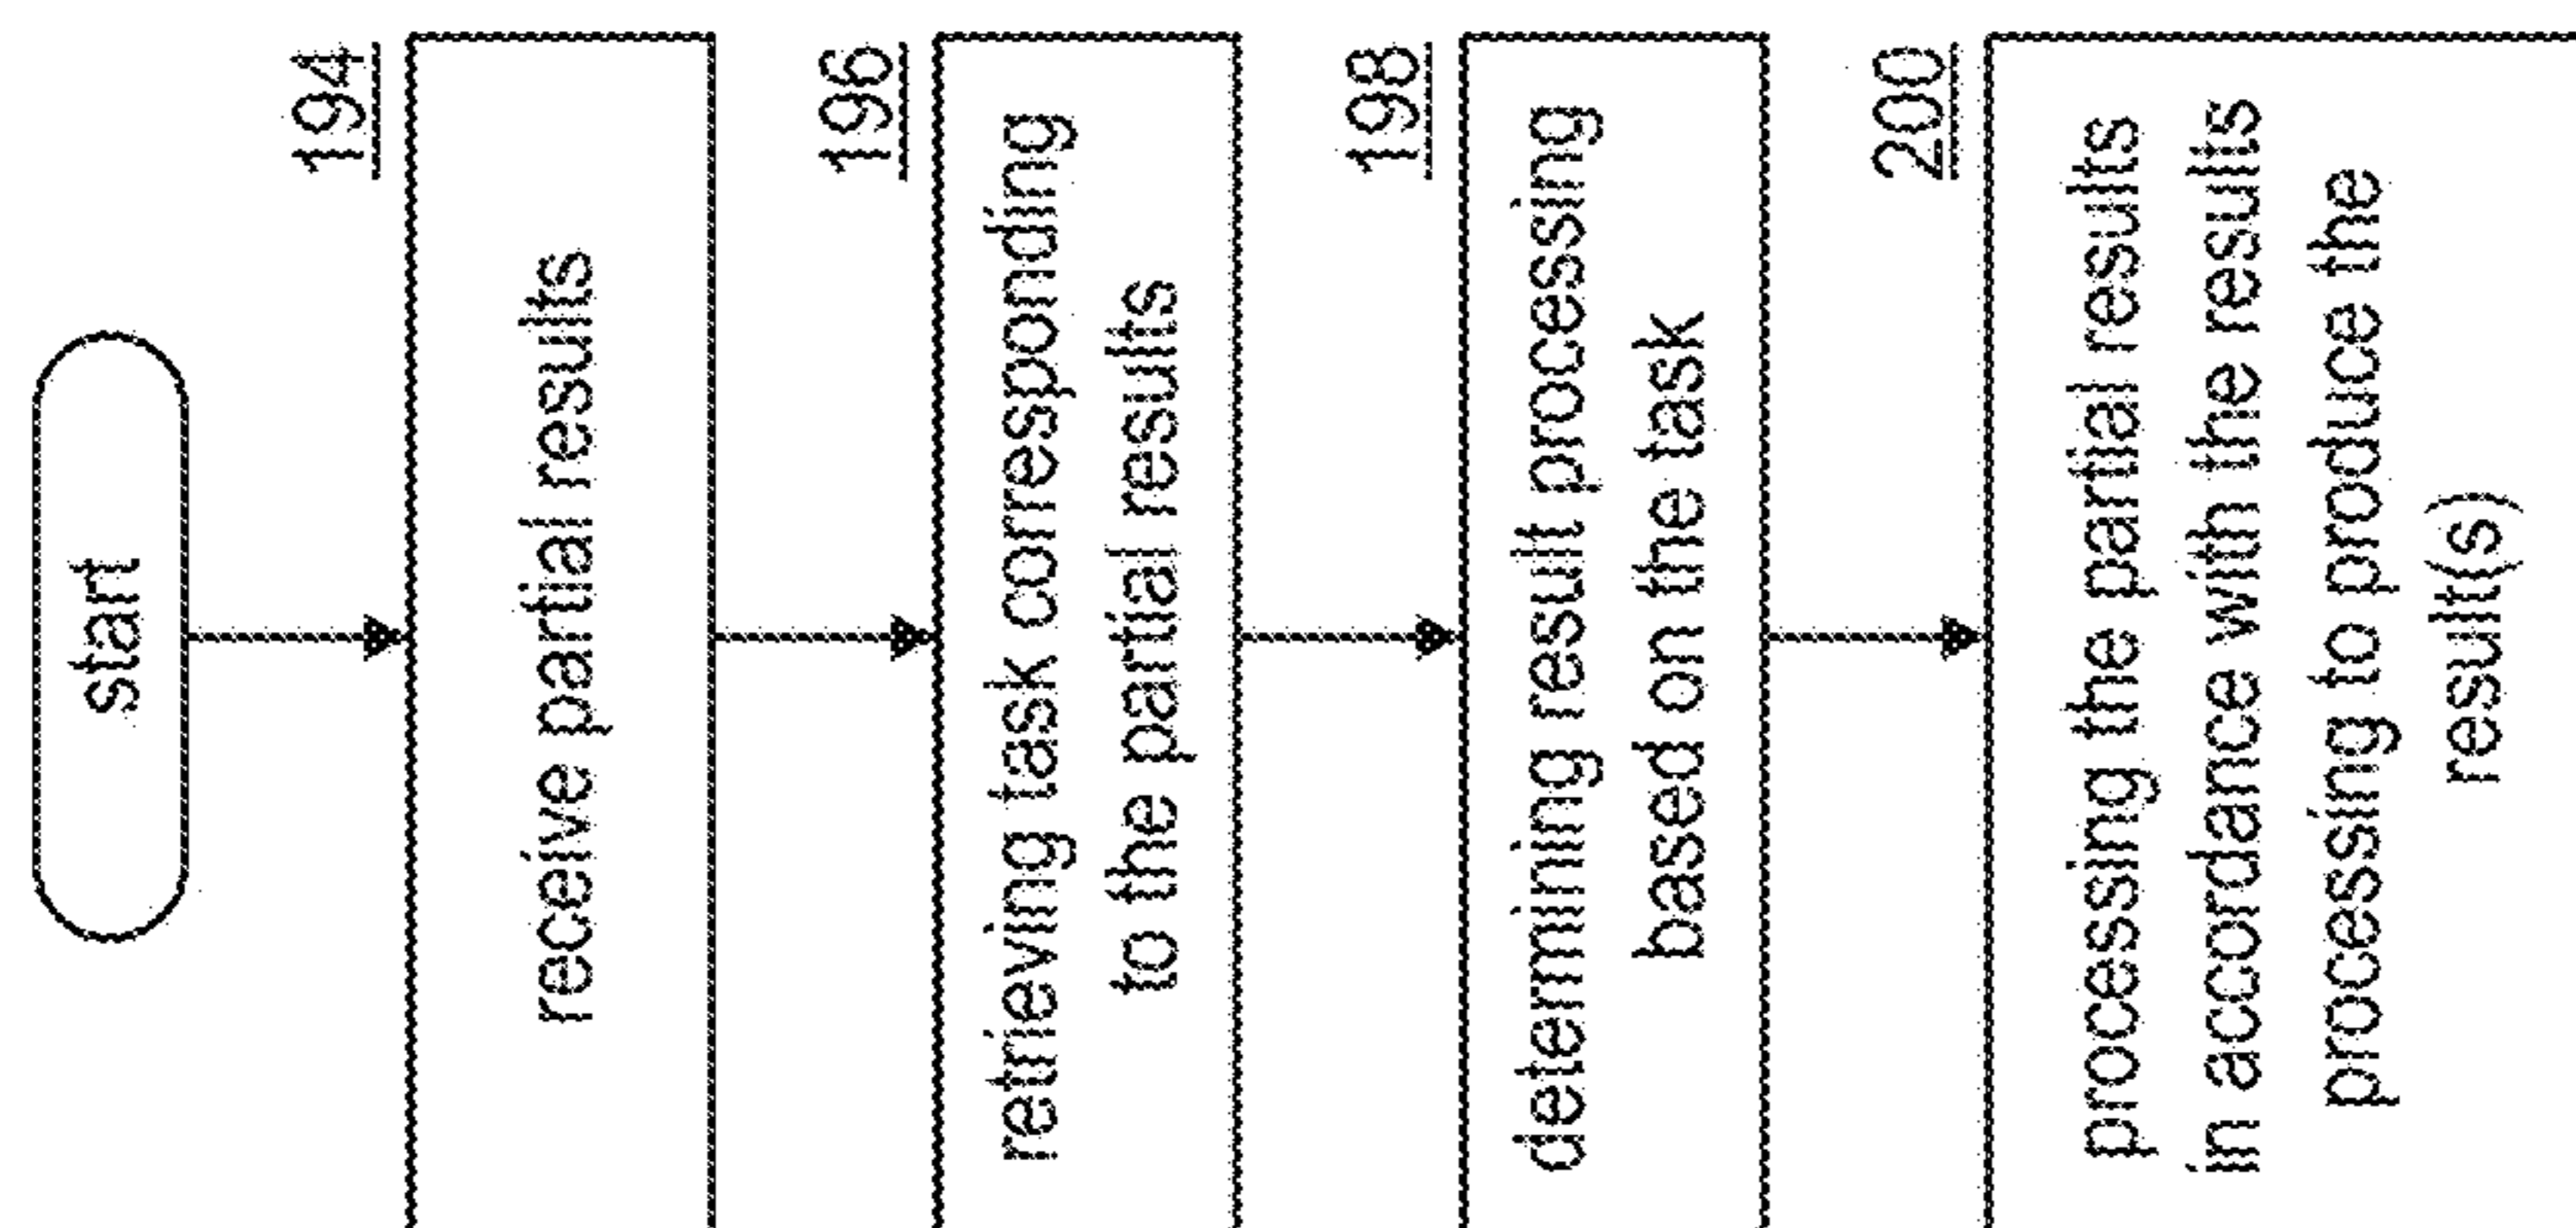 start
194
receive partial results
196
retrieving task corresponding
to the partial results
198
determining result processing
based on the task
200
processing the partial results
in accordance with the results
processing to produce the
result(s)